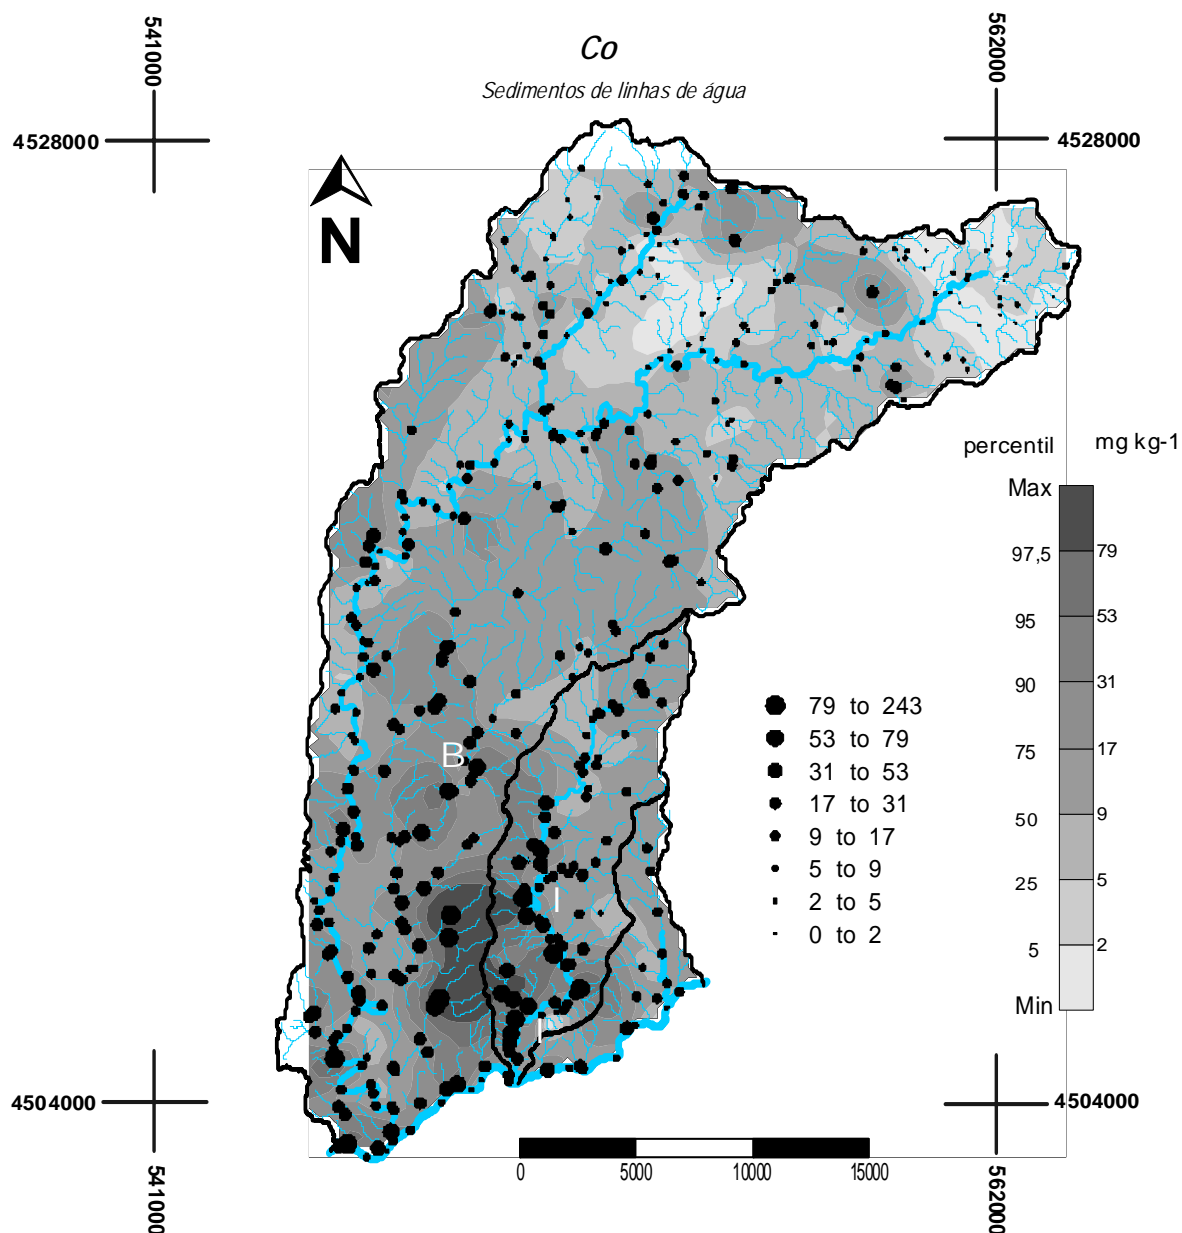 541000
562000
Co
Sedimentos de linhas de água
4528000
4528000
N
percentil
mg kg-1
Max
97,5
79
95
53
90
31
75
17
50
9
25
5
5
2
Min
79 to 243
53 to 79
31 to 53
17 to 31
9 to 17
5 to 9
2 to 5
0 to 2
B
I
4504000
4504000
0
5000
10000
15000
541000
562000